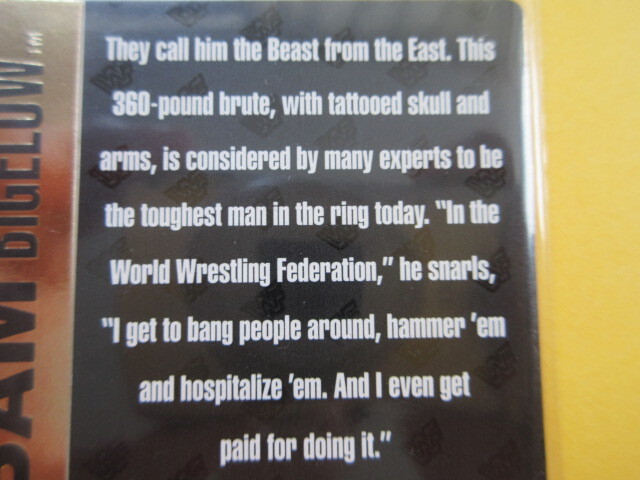 They call him the Beast from the East. This
360-pound brute, with tattooed skull and
arms, is considered by many experts to be
the toughest man in the ring today. "In the
World Wrestling Federation," he snarls,
"I get to bang people around, hammer 'em
and hospitalize 'em. And I even get
paid for doing it."
BAM BIGELOW™